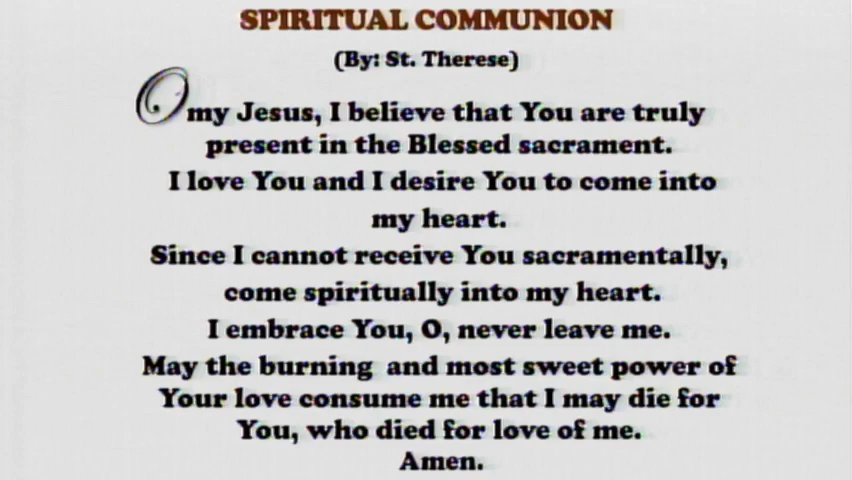 SPIRITUAL COMMUNION
(By: St. Therese)
O my Jesus, I believe that You are truly
present in the Blessed sacrament.
I love You and I desire You to come into
my heart.
Since I cannot receive You sacramentally,
come spiritually into my heart.
I embrace You, O, never leave me.
May the burning and most sweet power of
Your love consume me that I may die for
You, who died for love of me.
Amen.